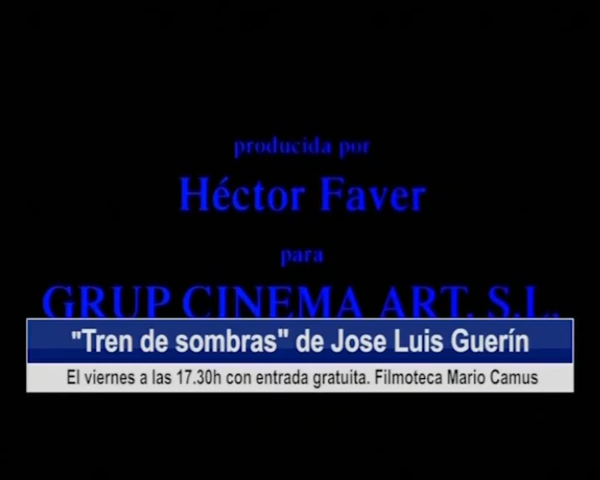 producida por
Héctor Faver
para
GRUP CINEMA ART, S.L.
"Tren de sombras" de Jose Luis Guerín
El viernes a las 17.30h con entrada gratuita. Filmoteca Mario Camus